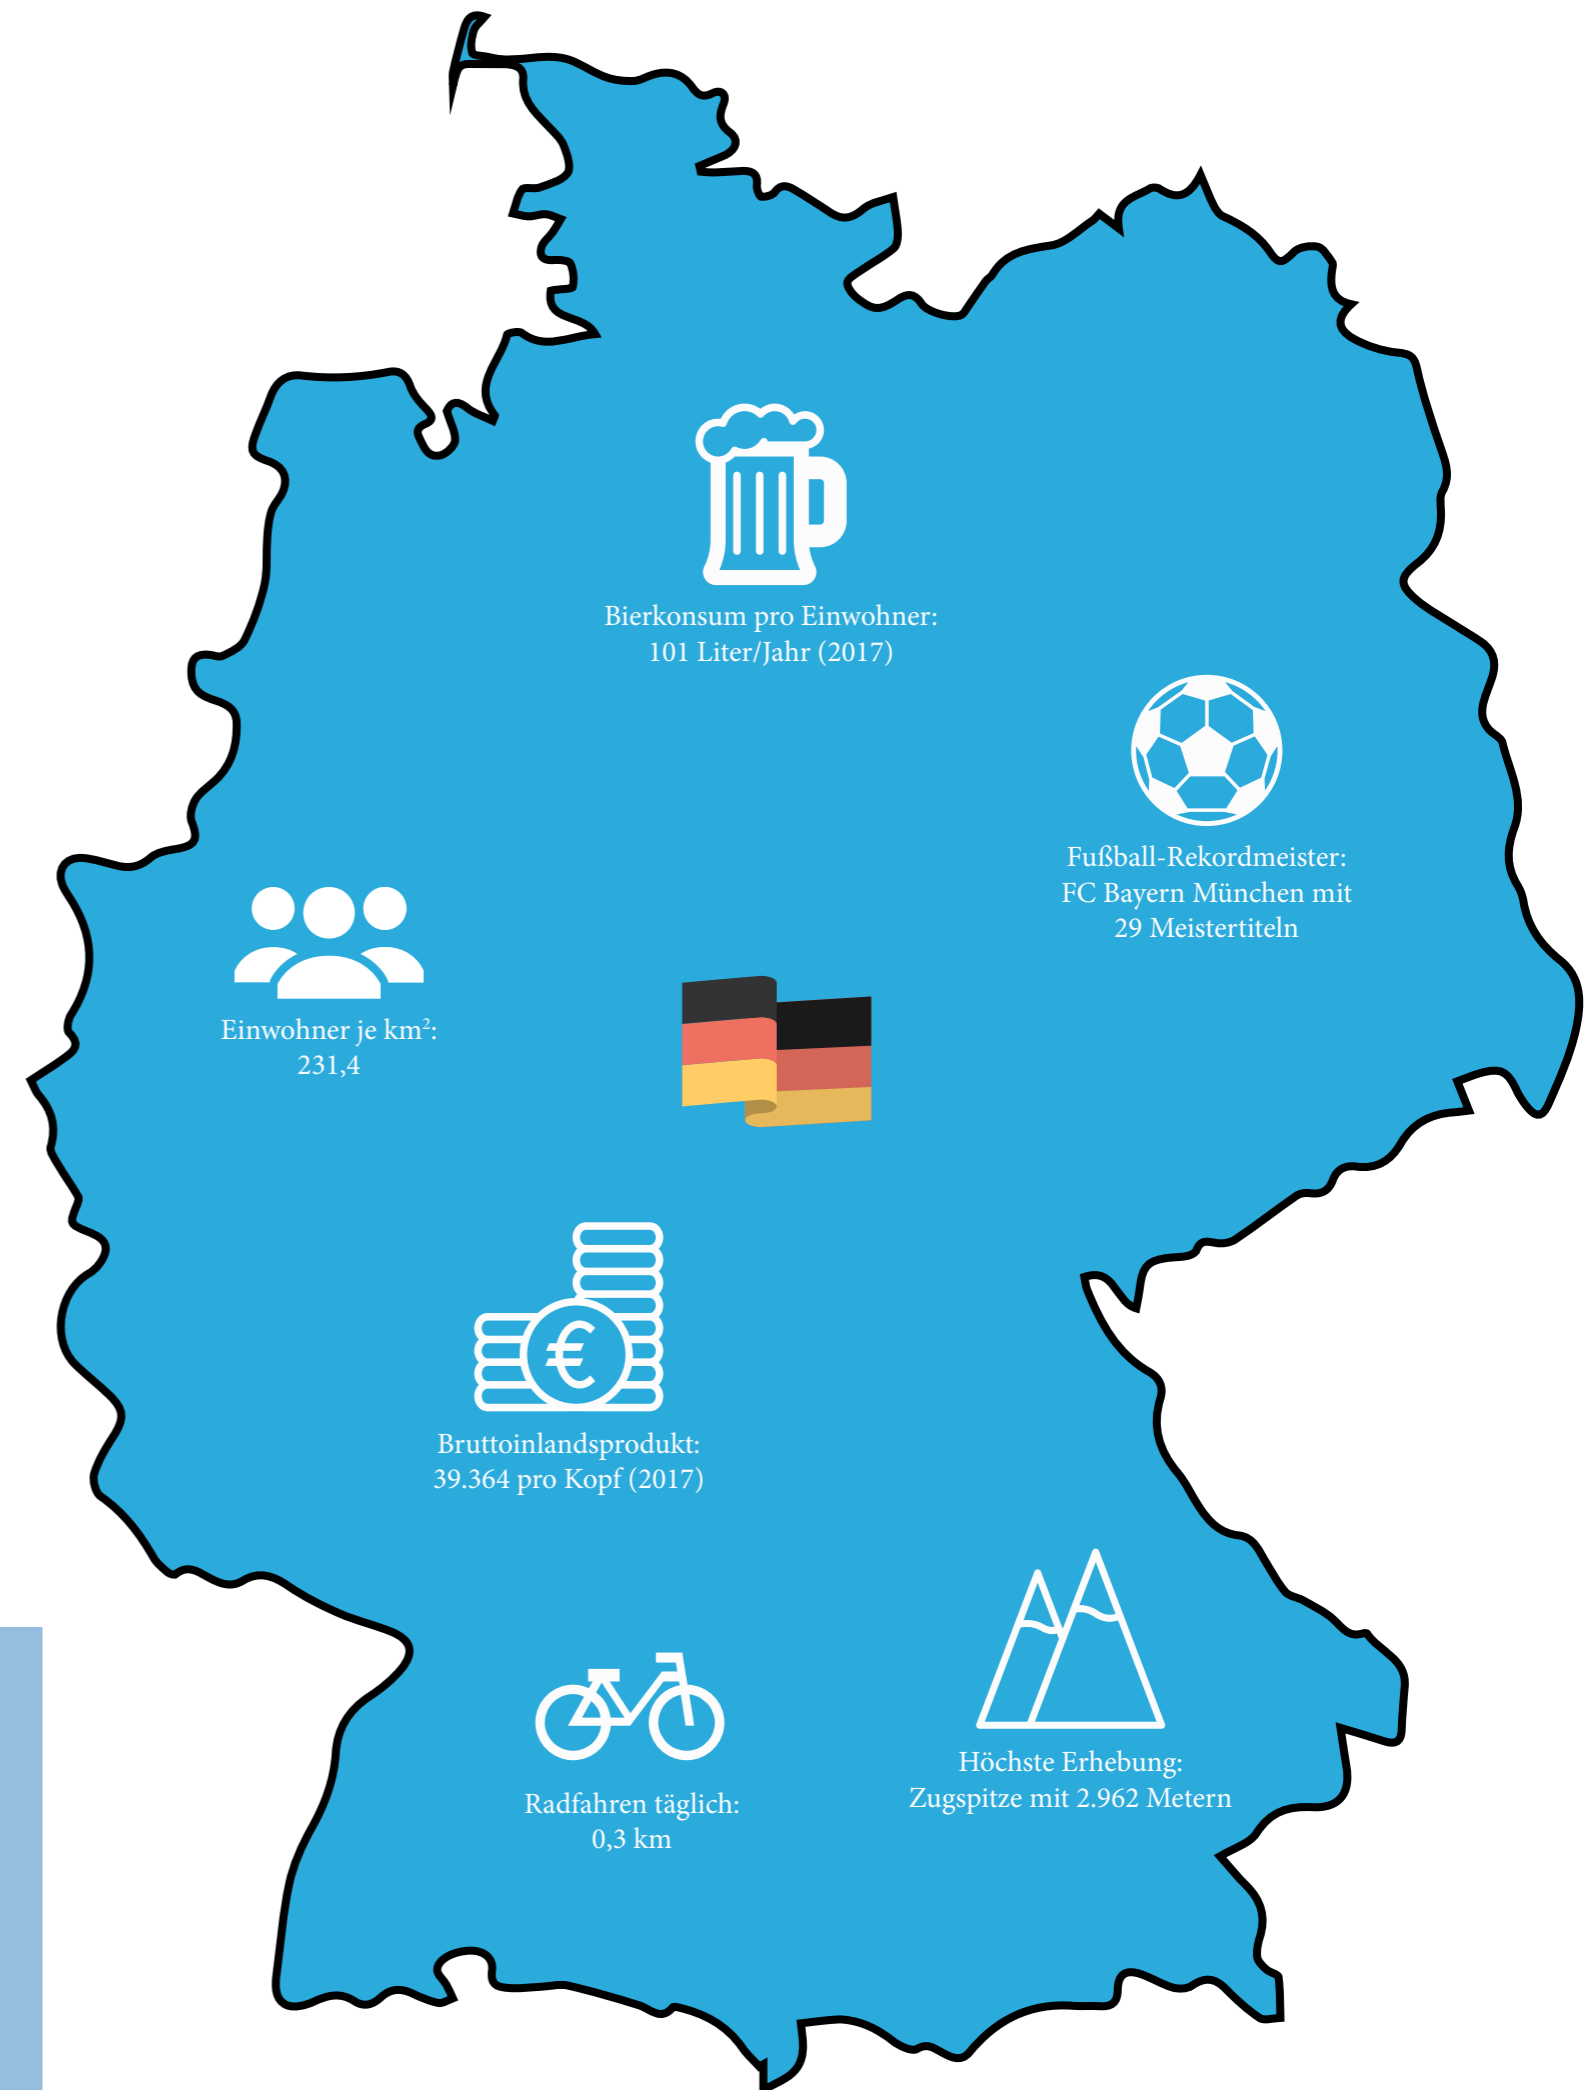 Bierkonsum pro Einwohner:
101 Liter/Jahr (2017)
Fußball-Rekordmeister:
FC Bayern München mit
29 Meistertiteln
Einwohner je km²:
231,4
€
Bruttoinlandsprodukt:
39.364 pro Kopf (2017)
Höchste Erhebung:
Zugspitze mit 2.962 Metern
Radfahren täglich:
0,3 km